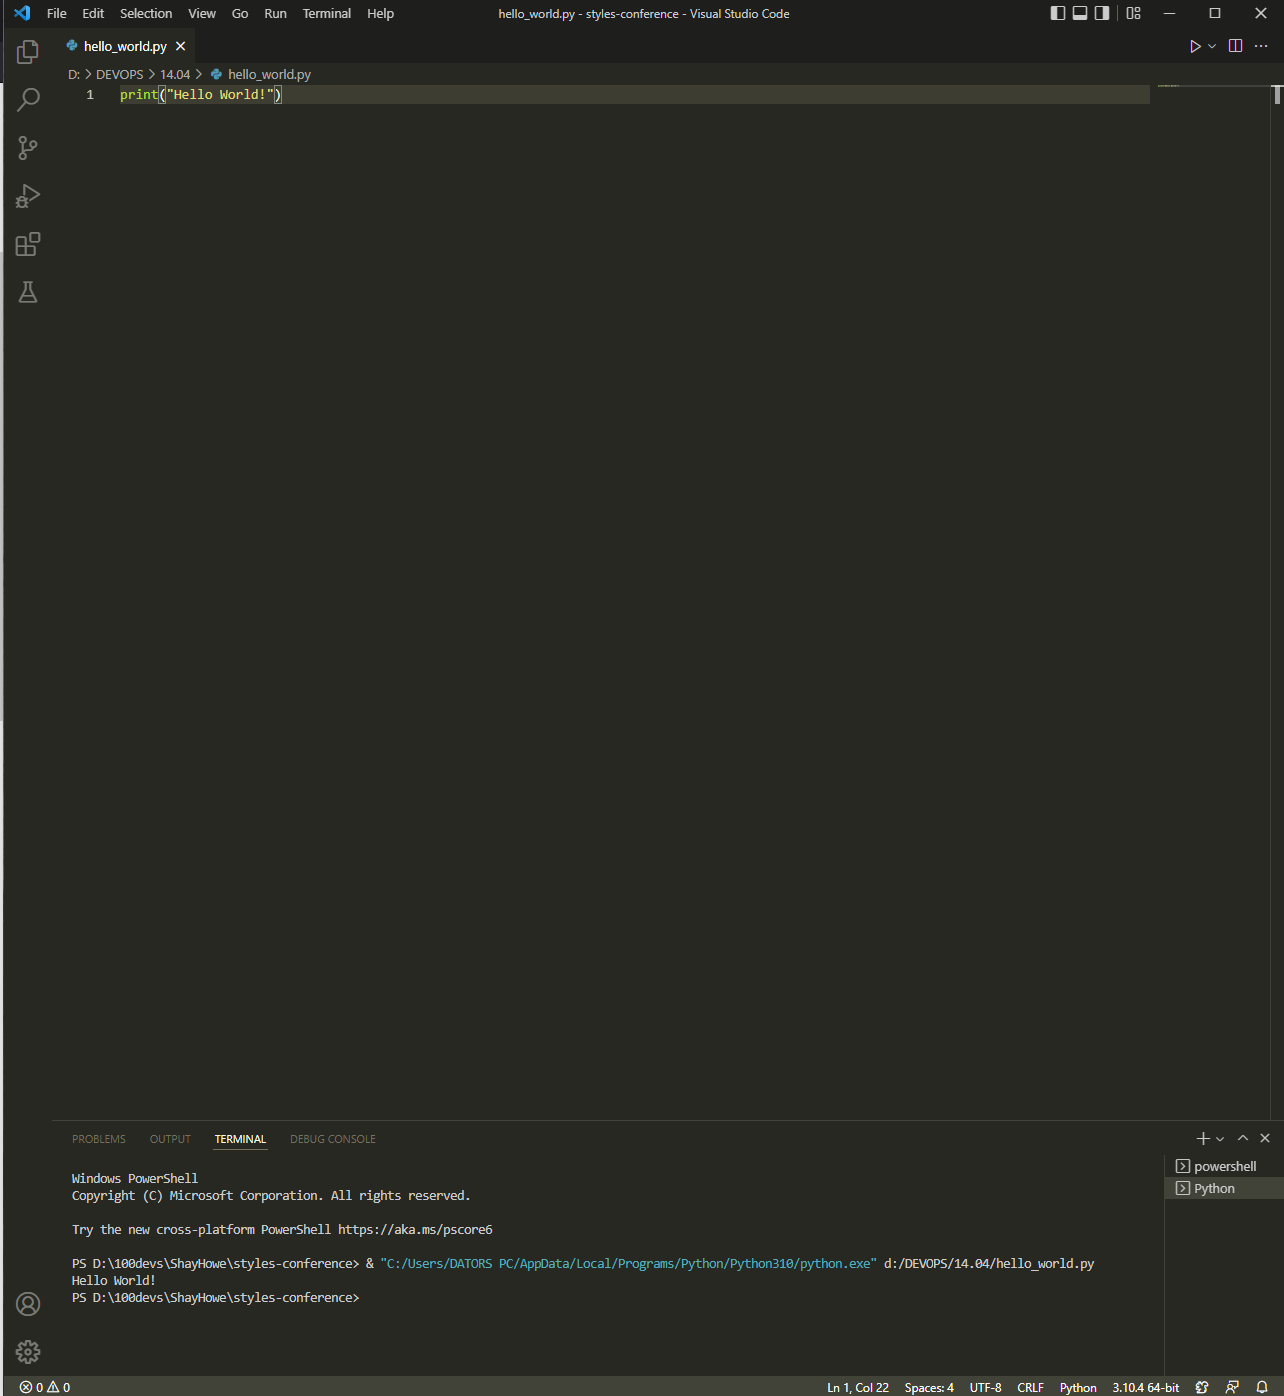 File Edit Selection View Go Run Terminal Help hello_world.py - styles-conference - Visual Studio Code
hello_world.py
D: > DEVOPS > 14.04 > hello_world.py
1 print("Hello World!")
PROBLEMS OUTPUT TERMINAL DEBUG CONSOLE
Windows PowerShell
Copyright (C) Microsoft Corporation. All rights reserved.
Try the new cross-platform PowerShell https://aka.ms/pscore6
PS D:\100devs\ShayHowe\styles-conference> & "C:/Users/DATORS PC/AppData/Local/Programs/Python/Python310/python.exe" d:/DEVOPS/14.04/hello_world.py
Hello World!
PS D:\100devs\ShayHowe\styles-conference>
powershell
Python
0 0 Ln 1, Col 22 Spaces: 4 UTF-8 CRLF Python 3.10.4 64-bit